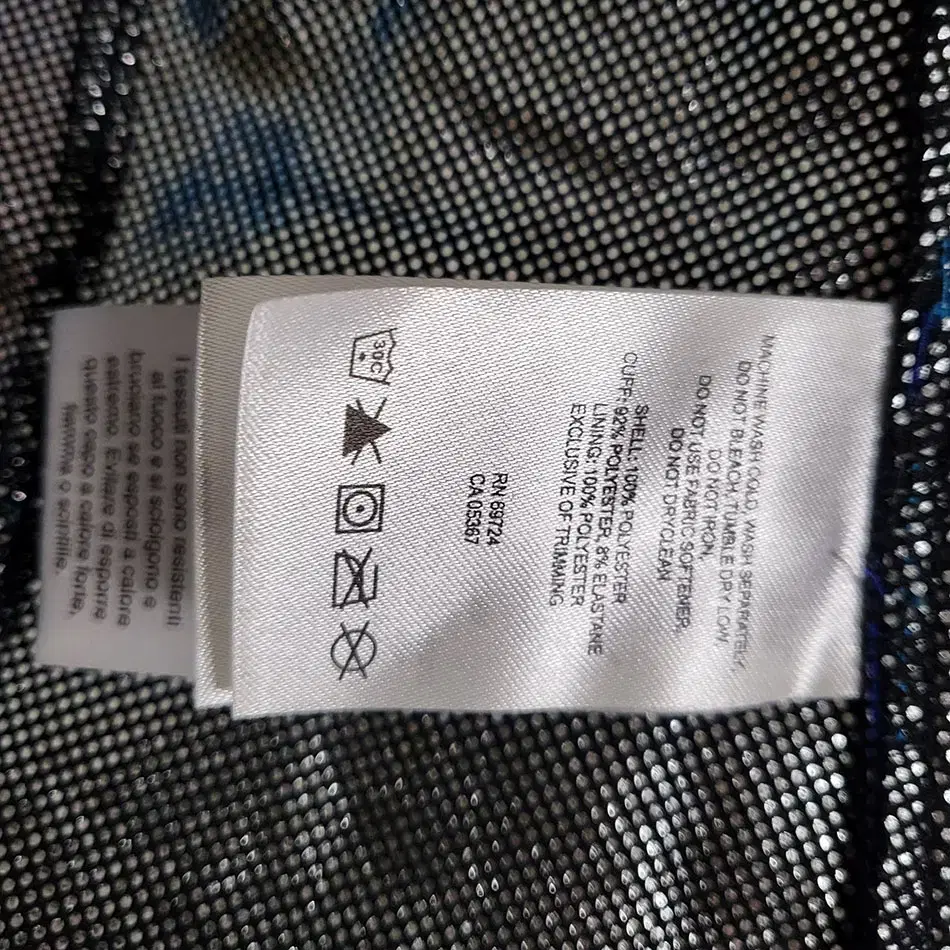 MACHINE WASH COLD, WASH SEPARATELY
DO NOT BLEACH, TUMBLE DRY LOW
DO NOT IRON,
DO NOT USE FABRIC SOFTENER,
DO NOT DRYCLEAN
SHELL: 100% POLYESTER
CUFF: 92% POLYESTER, 8% ELASTANE
LINING: 100% POLYESTER
EXCLUSIVE OF TRIMMING
RN 69724
CA 05367
30C
I tessuti non sono resistenti
al fuoco e si sciolgono e
bruciano se esposti a calore
estremo. Evitare di esporre
questo capo a calore forte,
fiamme o scintille.